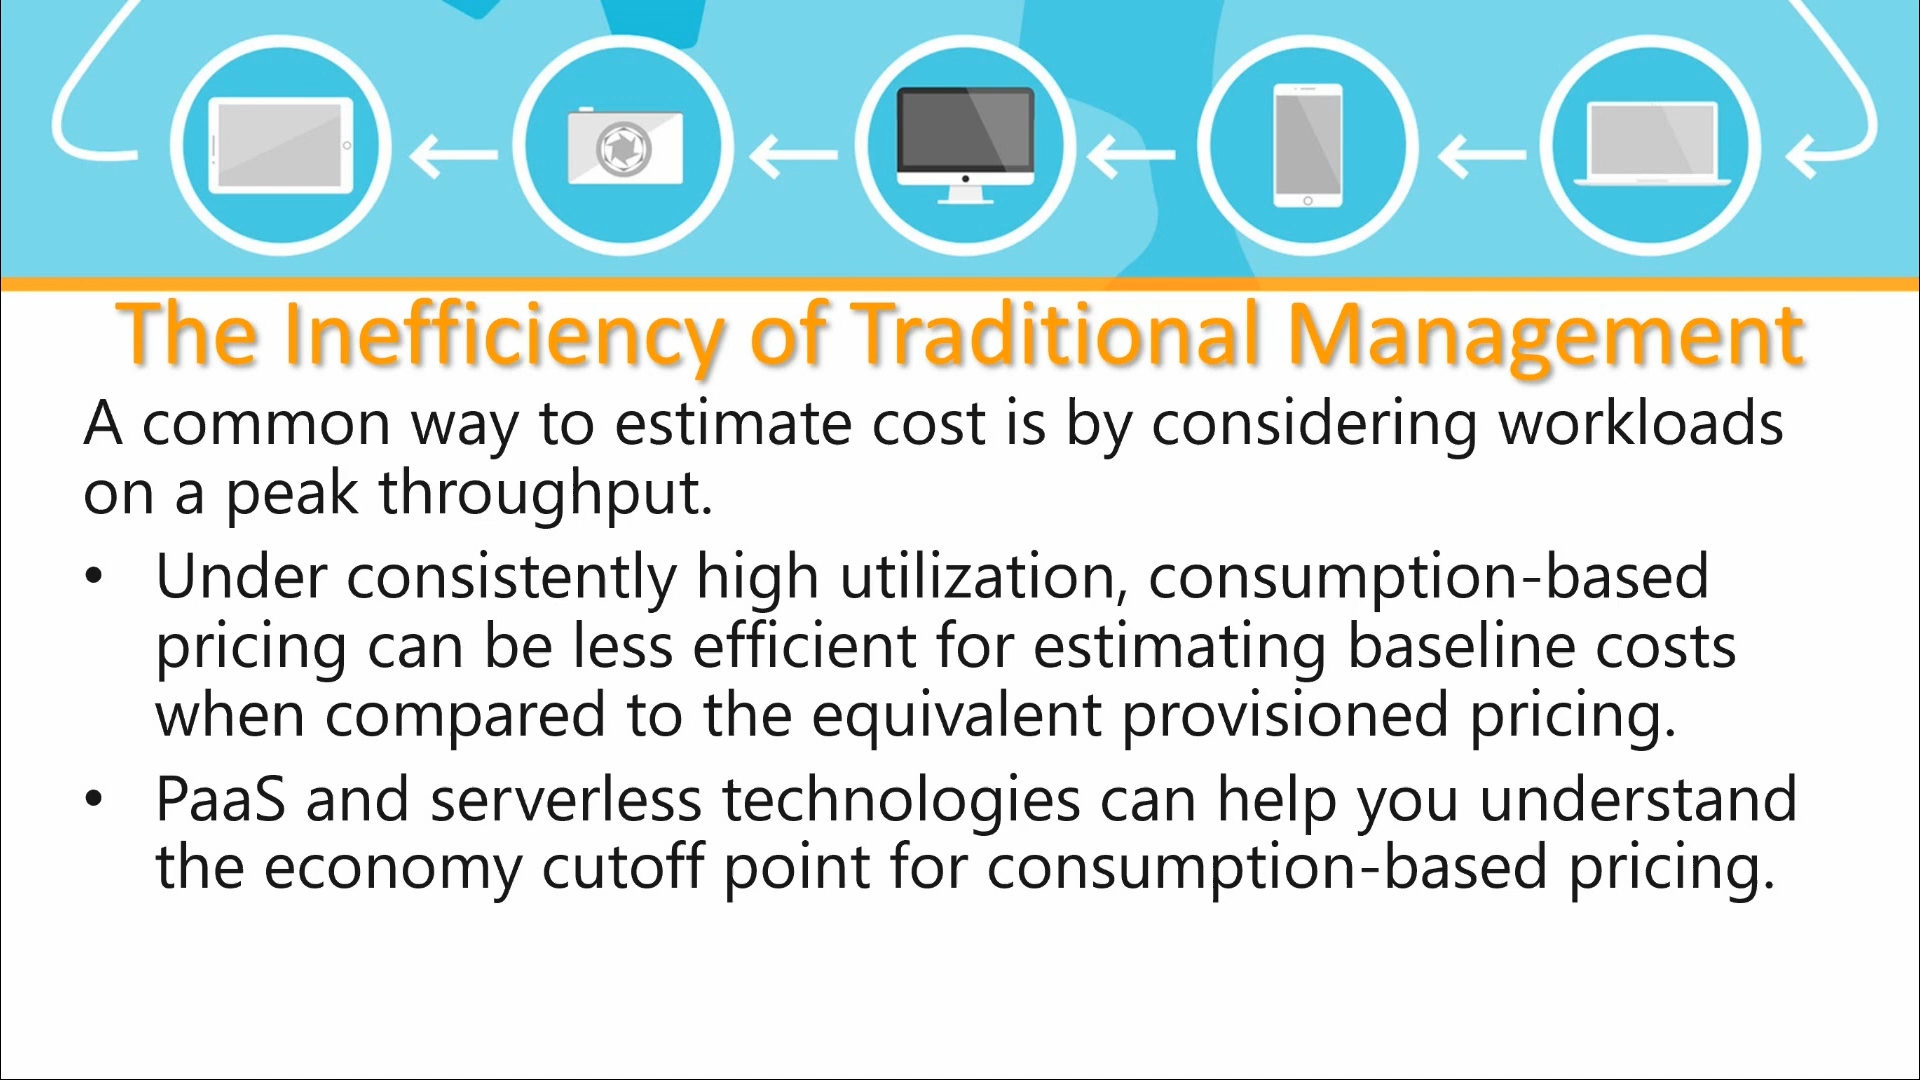 The Inefficiency of Traditional Management
A common way to estimate cost is by considering workloads
on a peak throughput.
• Under consistently high utilization, consumption-based
pricing can be less efficient for estimating baseline costs
when compared to the equivalent provisioned pricing.
• PaaS and serverless technologies can help you understand
the economy cutoff point for consumption-based pricing.